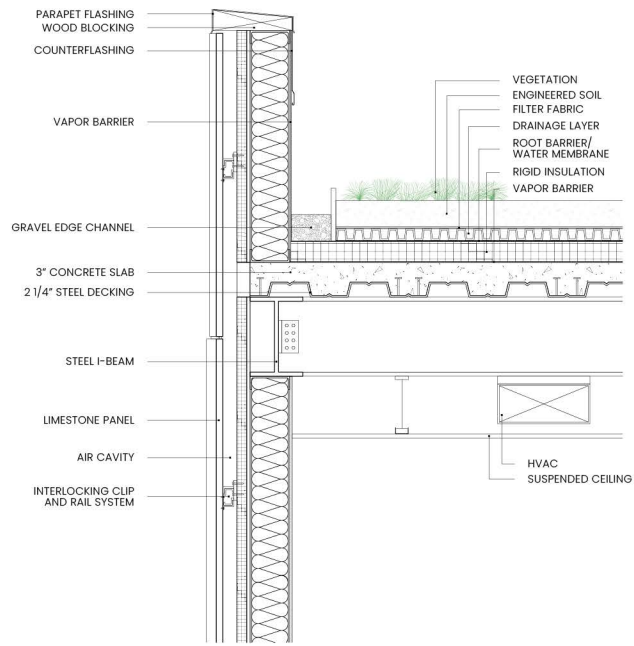 PARAPET FLASHING
WOOD BLOCKING
COUNTERFLASHING
VAPOR BARRIER
GRAVEL EDGE CHANNEL
3" CONCRETE SLAB
2 1/4" STEEL DECKING
STEEL I-BEAM
LIMESTONE PANEL
AIR CAVITY
INTERLOCKING CLIP
AND RAIL SYSTEM
VEGETATION
ENGINEERED SOIL
FILTER FABRIC
DRAINAGE LAYER
ROOT BARRIER/
WATER MEMBRANE
RIGID INSULATION
VAPOR BARRIER
HVAC
SUSPENDED CEILING